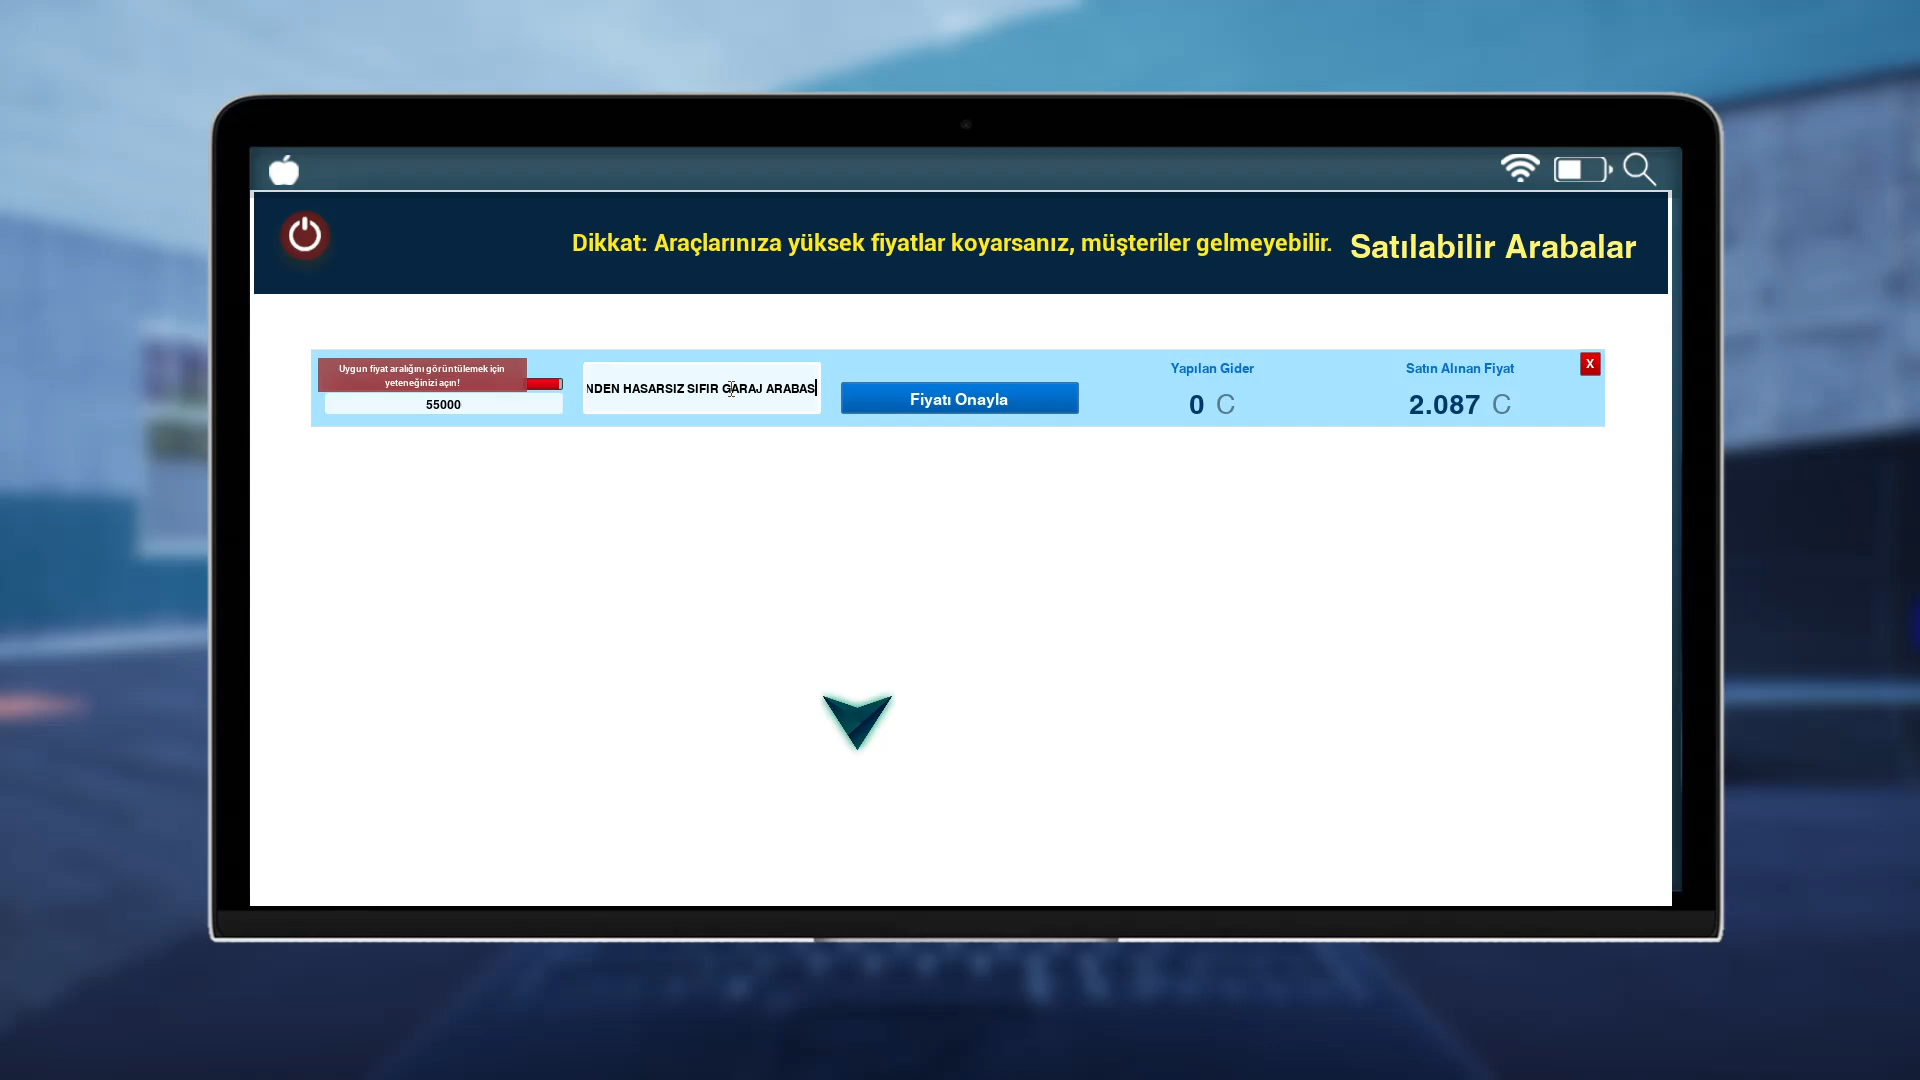 Dikkat: Araçlarınıza yüksek fiyatlar koyarsanız, müşteriler gelmeyebilir.
Satılabilir Arabalar
Uygun fiyat aralığını görüntülemek için
yeteneğinizi açın!
55000
NDEN HASARSIZ SIFIR GARAJ ARABAS
Fiyatı Onayla
Yapılan Gider
0 C
Satın Alınan Fiyat
2.087 C
X